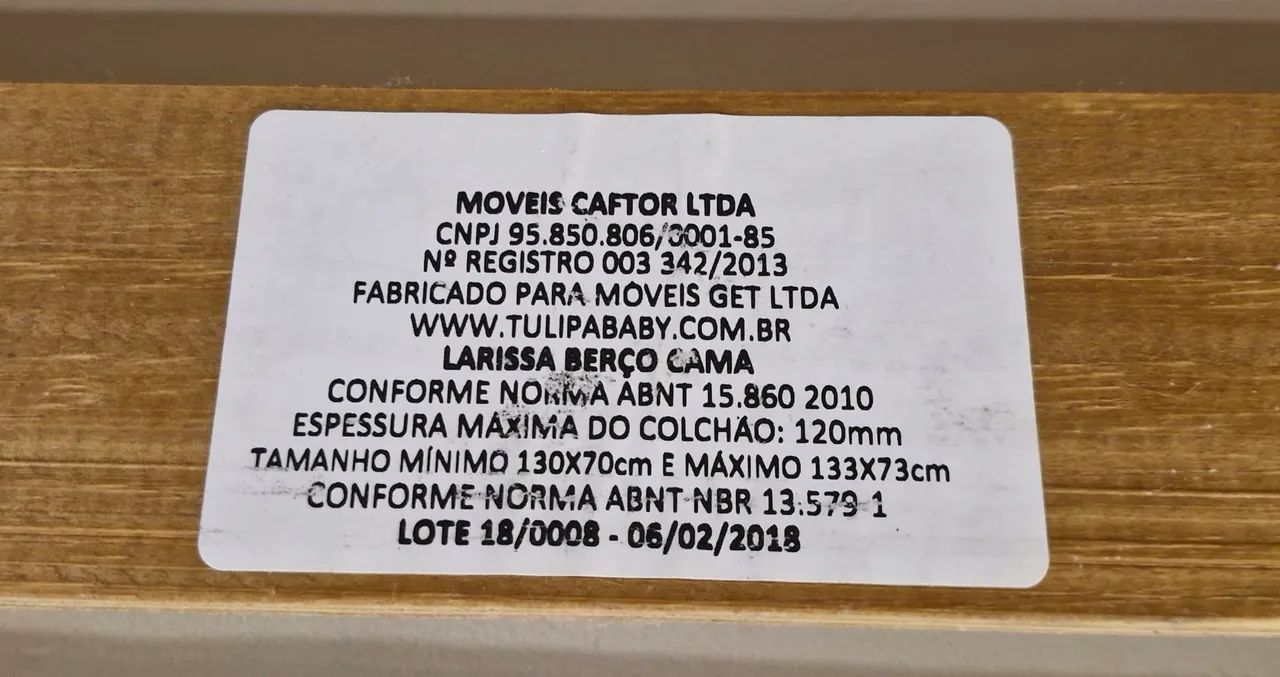 MOVEIS CAFTOR LTDA
CNPJ 95.850.806/0001-85
Nº REGISTRO 003 342/2013
FABRICADO PARA MÓVEIS GET LTDA
WWW.TULIPABABY.COM.BR
LARISSA BERÇO CAMA
CONFORME NORMA ABNT 15.860 2010
ESPESSURA MÁXIMA DO COLCHÃO: 120mm
TAMANHO MÍNIMO 130X70cm E MÁXIMO 133X73cm
CONFORME NORMA ABNT NBR 13.579-1
LOTE 18/0008 - 06/02/2018